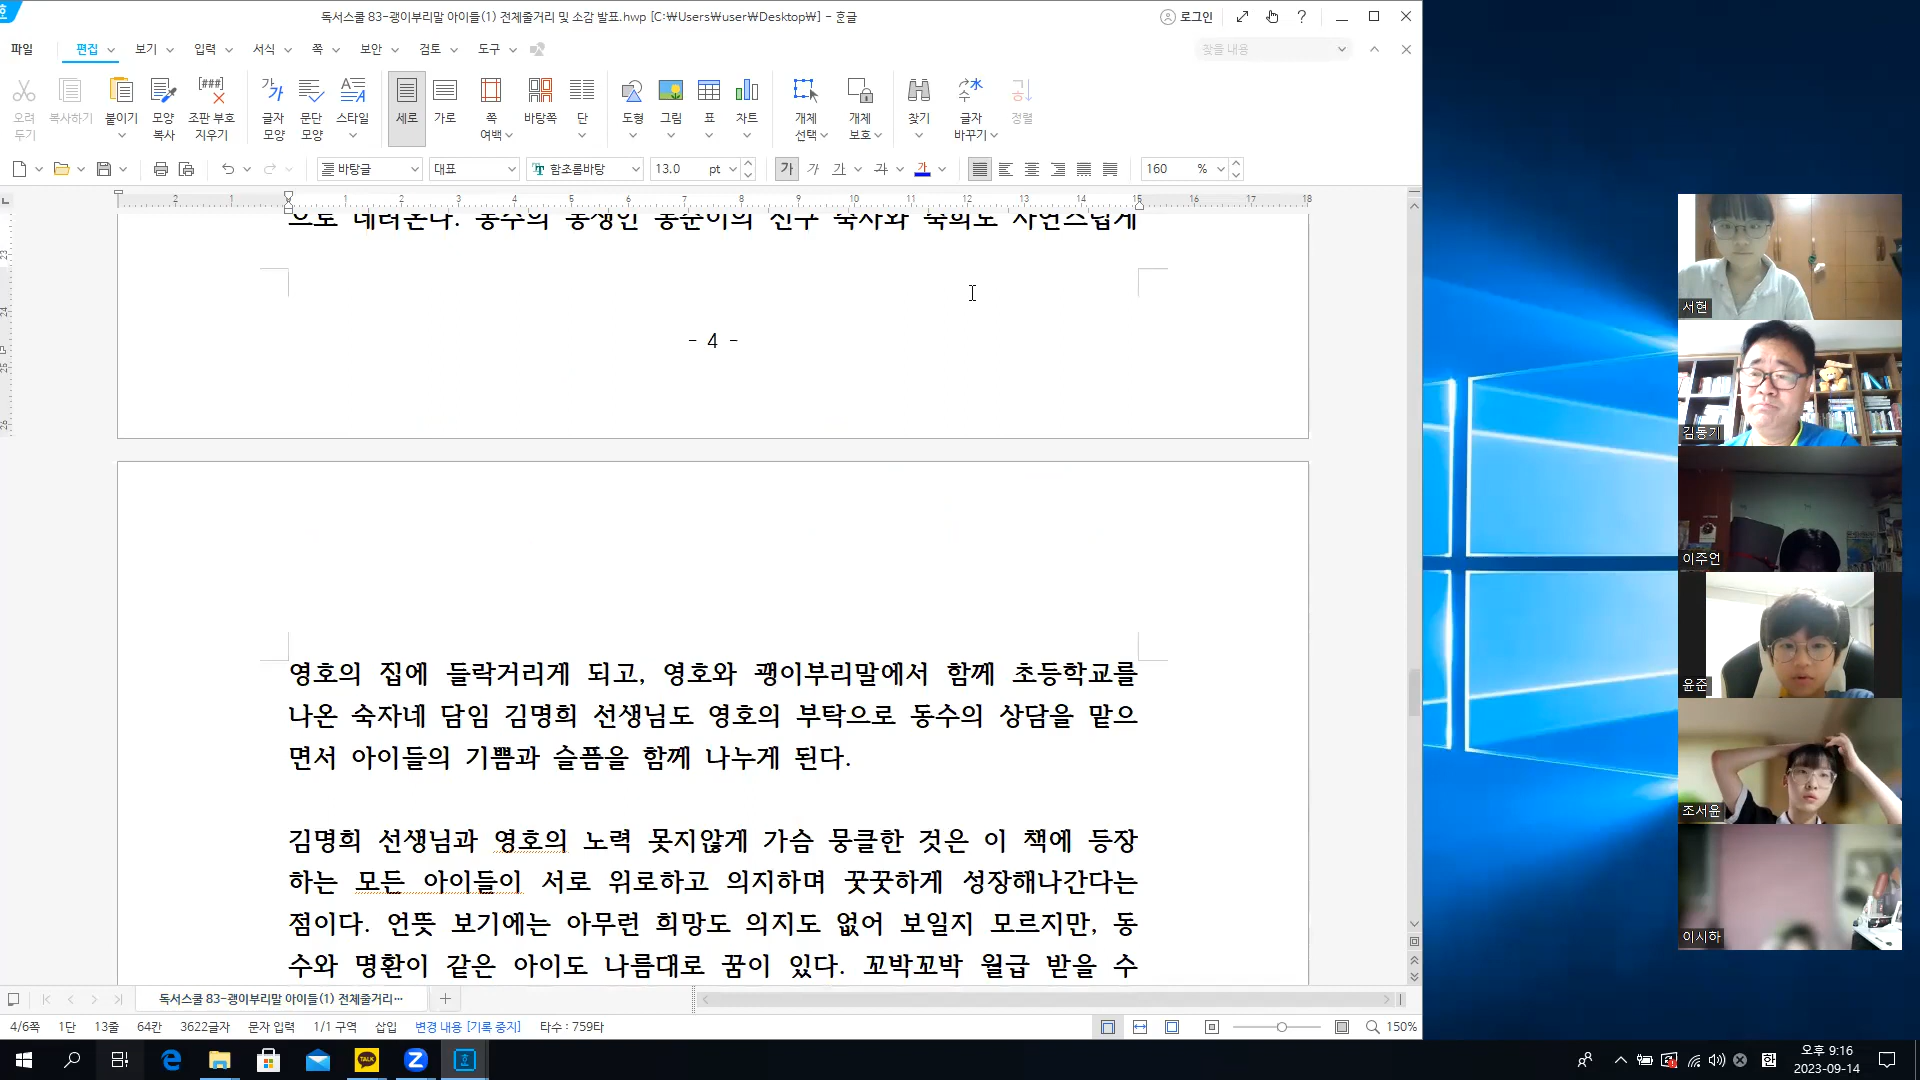 독서스쿨 83-괭이부리말 아이들(1) 전체줄거리 및 소감 발표.hwp [C:₩Users₩user₩Desktop₩] - 한글
로그인
파일 편집 보기 입력 서식 쪽 보안 검토 도구
찾을 내용
오려 두기
복사하기
붙이기
모양 복사
조판 부호 지우기
글자 모양
문단 모양
스타일
세로
가로
쪽 여백
바탕쪽
단
도형
그림
표
차트
개체 선택
개체 보호
찾기
글자 바꾸기
정렬
바탕글 대표 함초롬바탕 13.0 pt 160 %
- 4 -
영호의 집에 들락거리게 되고, 영호와 괭이부리말에서 함께 초등학교를
나온 숙자네 담임 김명희 선생님도 영호의 부탁으로 동수의 상담을 맡으
면서 아이들의 기쁨과 슬픔을 함께 나누게 된다.
김명희 선생님과 영호의 노력 못지않게 가슴 뭉클한 것은 이 책에 등장
하는 모든 아이들이 서로 위로하고 의지하며 꿋꿋하게 성장해나간다는
점이다. 언뜻 보기에는 아무런 희망도 의지도 없어 보일지 모르지만, 동
수와 명환이 같은 아이도 나름대로 꿈이 있다. 꼬박꼬박 월급 받을 수
독서스쿨 83-괭이부리말 아이들(1) 전체줄거리…
4/6쪽 1단 13줄 64칸 3622글자 문자 입력 1/1 구역 삽입 변경 내용 [기록 중지] 타수 : 759타
150%
서현
김동기
이주언
윤준
조서윤
이시하
오후 9:16
2023-09-14